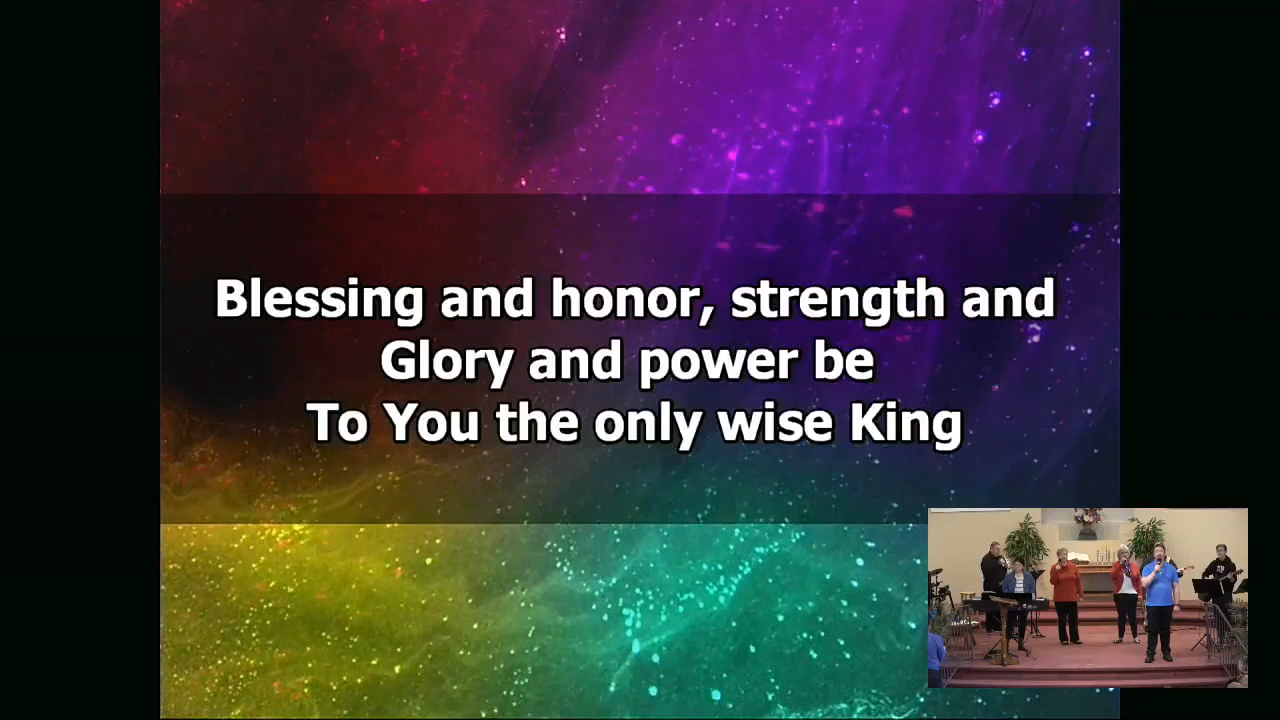 Blessing and honor, strength and
Glory and power be
To You the only wise King